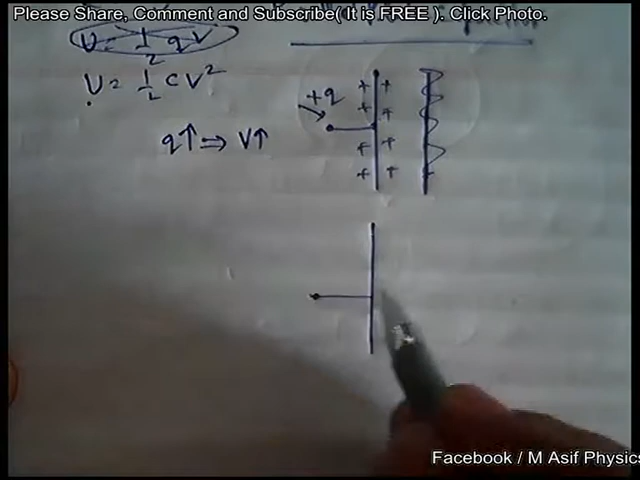 Please Share, Comment and Subscribe( It is FREE ). Click Photo.
U = 1/2 qV
U = 1/2 CV²
+q
q↑ ⇒ V↑
+ +
+ +
+ +
+ +
Facebook / M Asif Physics